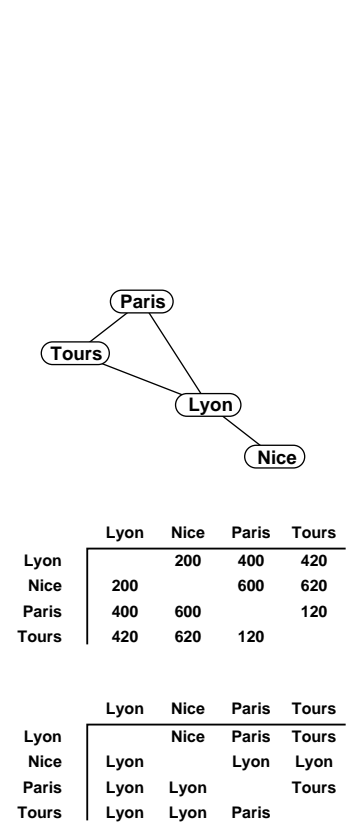 Paris
Tours
Lyon
Nice
Lyon Nice Paris Tours
Lyon 200 400 420
Nice 200 600 620
Paris 400 600 120
Tours 420 620 120
Lyon Nice Paris Tours
Lyon Nice Paris Tours
Nice Lyon Lyon Lyon
Paris Lyon Lyon Tours
Tours Lyon Lyon Paris